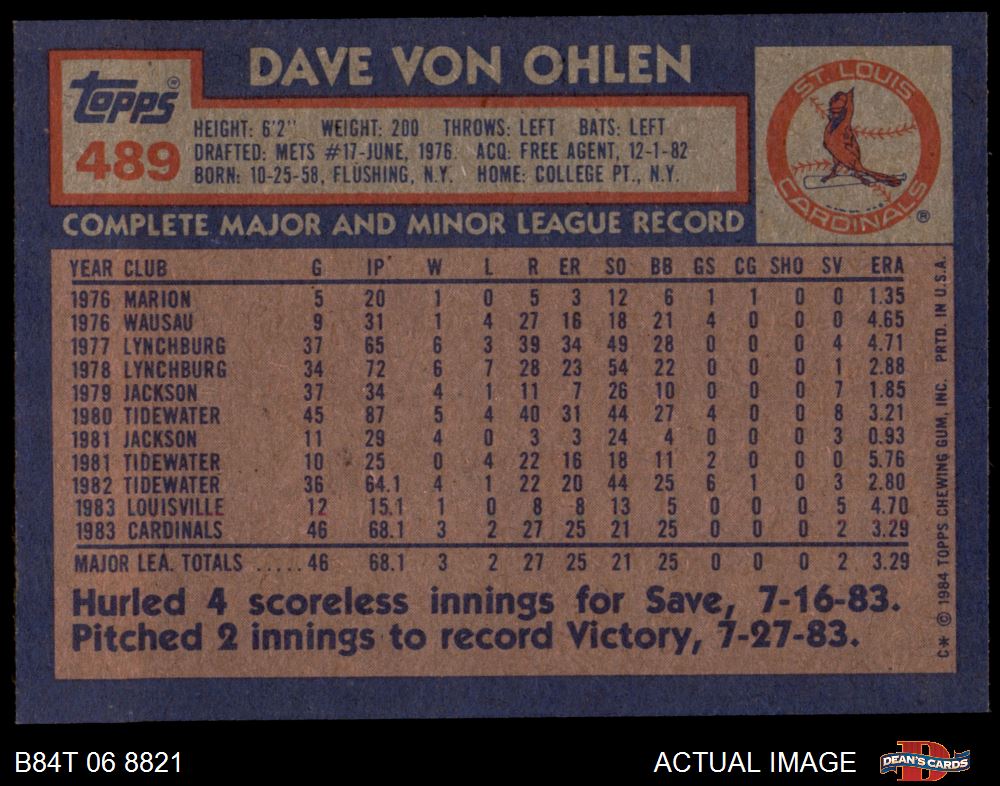 DAVE VON OHLEN
Topps®
489
HEIGHT: 6'2" WEIGHT: 200 THROWS: LEFT BATS: LEFT
DRAFTED: METS #17-JUNE, 1976. ACQ: FREE AGENT, 12-1-82
BORN: 10-25-58, FLUSHING, N.Y. HOME: COLLEGE PT., N.Y.
ST. LOUIS
CARDINALS ®
COMPLETE MAJOR AND MINOR LEAGUE RECORD
YEAR CLUB G IP W L R ER SO BB GS CG SHO SV ERA
1976 MARION 5 20 1 0 5 3 12 6 1 1 0 0 1.35
1976 WAUSAU 9 31 1 4 27 16 18 21 4 0 0 0 4.65
1977 LYNCHBURG 37 65 6 3 39 34 49 28 0 0 0 4 4.71
1978 LYNCHBURG 34 72 6 7 28 23 54 22 0 0 0 1 2.88
1979 JACKSON 37 34 4 1 11 7 26 10 0 0 0 7 1.85
1980 TIDEWATER 45 87 5 4 40 31 44 27 4 0 0 8 3.21
1981 JACKSON 11 29 4 0 3 3 24 4 0 0 0 3 0.93
1981 TIDEWATER 10 25 0 4 22 16 18 11 2 0 0 0 5.76
1982 TIDEWATER 36 64.1 4 1 22 20 44 25 6 1 0 3 2.80
1983 LOUISVILLE 12 15.1 1 0 8 8 13 5 0 0 0 5 4.70
1983 CARDINALS 46 68.1 3 2 27 25 21 25 0 0 0 2 3.29
MAJOR LEA. TOTALS .....46 68.1 3 2 27 25 21 25 0 0 0 2 3.29
Hurled 4 scoreless innings for Save, 7-16-83.
Pitched 2 innings to record Victory, 7-27-83.
C* © 1984 TOPPS CHEWING GUM, INC. PRTD. IN U.S.A.
B84T 06 8821
ACTUAL IMAGE
D
DEAN'S CARDS